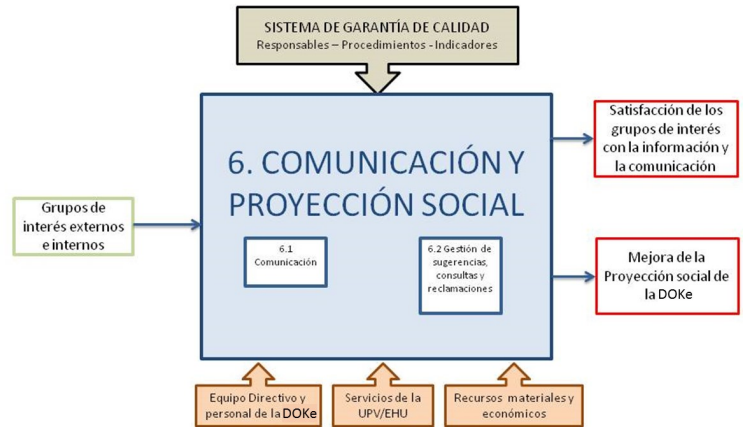 SISTEMA DE GARANTÍA DE CALIDAD
Responsables – Procedimientos - Indicadores
6. COMUNICACIÓN Y
PROYECCIÓN SOCIAL
Grupos de
interés externos
e internos
6.1
Comunicación
6.2 Gestión de
sugerencias,
consultas y
reclamaciones
Satisfacción de los
grupos de interés
con la información y
la comunicación
Mejora de la
Proyección social de
la DOKe
Equipo Directivo y
personal de la DOKe
Servicios de la
UPV/EHU
Recursos materiales y
económicos